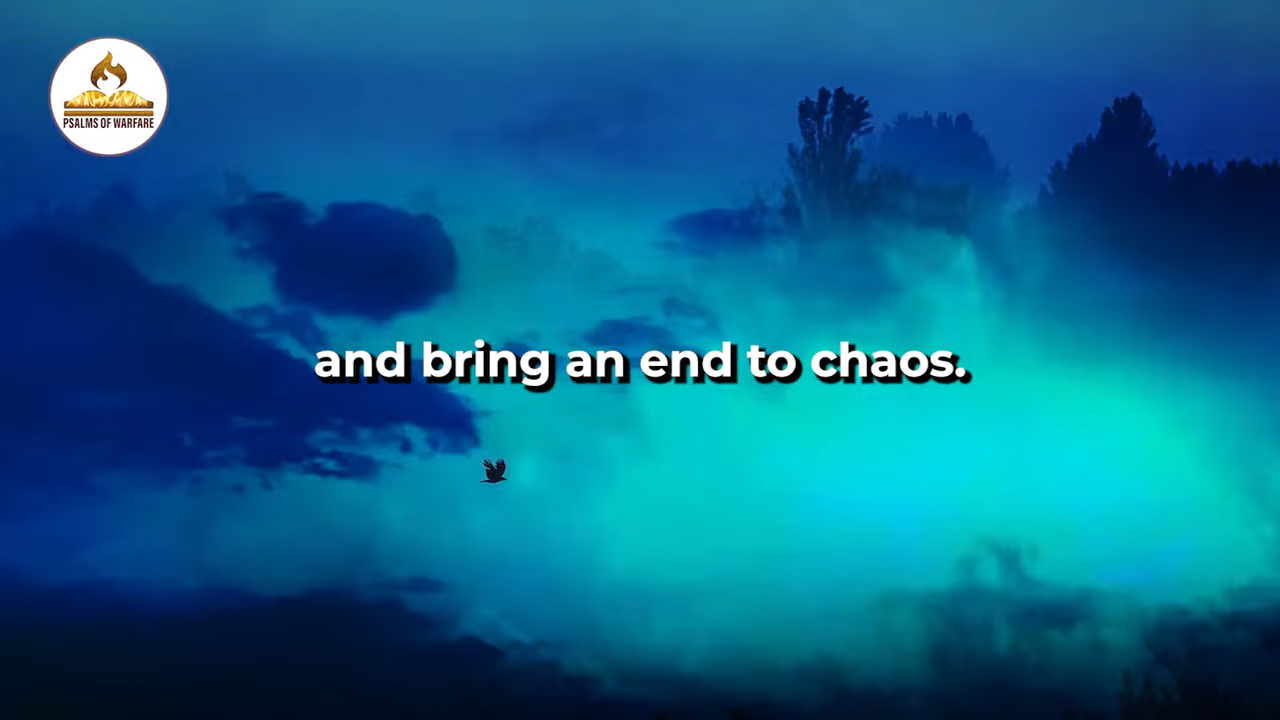 PSALMS OF WARFARE
and bring an end to chaos.